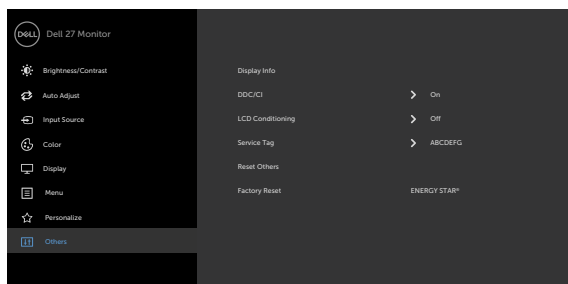 DELL
Dell 27 Monitor
Brightness/Contrast
Auto Adjust
Input Source
Color
Display
Menu
Personalize
Others
Display Info
DDC/CI On
LCD Conditioning Off
Service Tag ABCDEFG
Reset Others
Factory Reset ENERGY STAR®